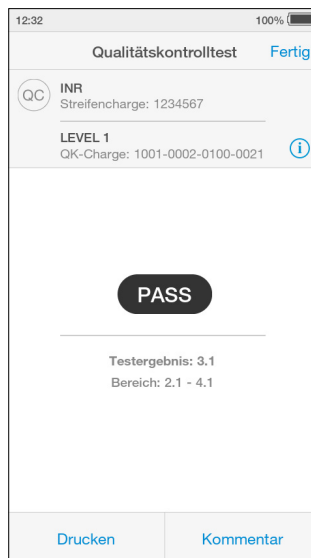 12:32 100%
Qualitätskontrolltest Fertig
QC INR
Streifencharge: 1234567
LEVEL 1
QK-Charge: 1001-0002-0100-0021 i
PASS
Testergebnis: 3.1
Bereich: 2.1 - 4.1
Drucken Kommentar